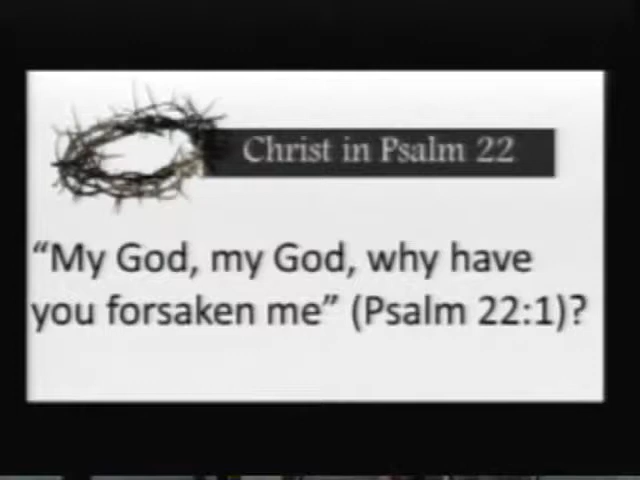 Christ in Psalm 22
“My God, my God, why have
you forsaken me” (Psalm 22:1)?